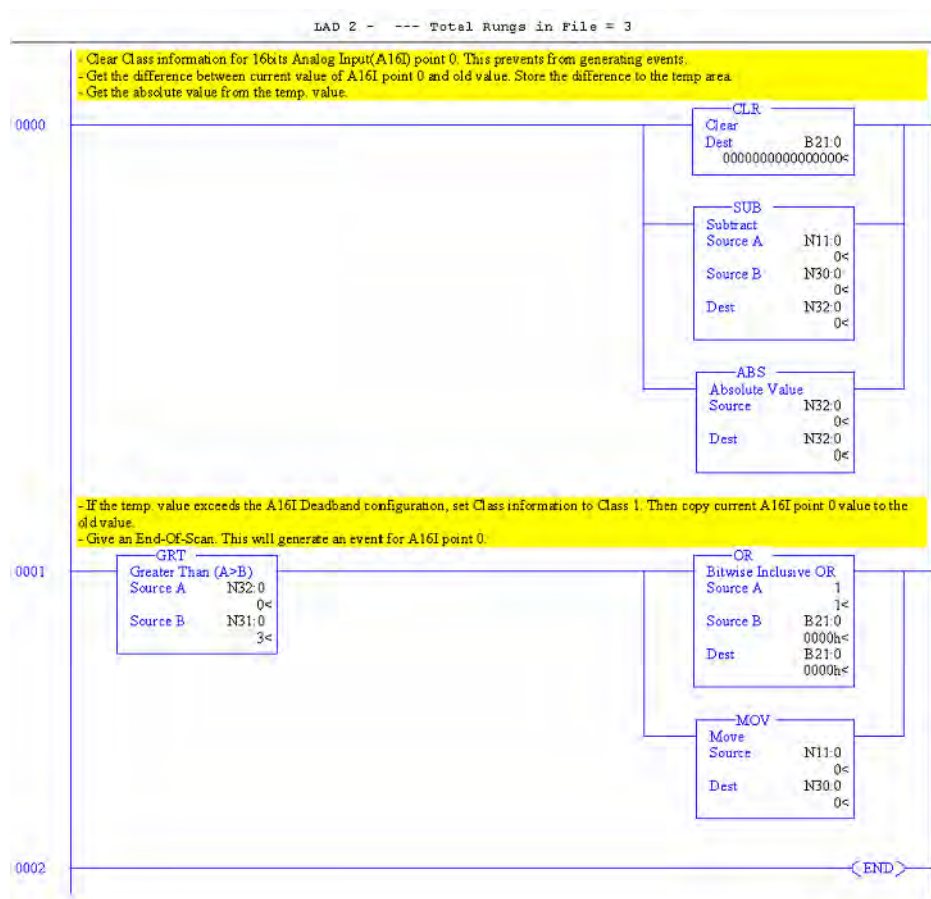 LAD 2 - --- Total Rungs in File = 3
- Clear Class information for 16bits Analog Input(A16I) point 0. This prevents from generating events.
- Get the difference between current value of A16I point 0 and old value. Store the difference to the temp area.
- Get the absolute value from the temp. value.
0000
CLR
Clear
Dest B21:0
0000000000000000<
SUB
Subtract
Source A N11:0
0<
Source B N30:0
0<
Dest N32:0
0<
ABS
Absolute Value
Source N32:0
0<
Dest N32:0
0<
- If the temp. value exceeds the A16I Deadband configuration, set Class information to Class 1. Then copy current A16I point 0 value to the
old value.
- Give an End-Of-Scan. This will generate an event for A16I point 0.
0001
GRT
Greater Than (A>B)
Source A N32:0
0<
Source B N31:0
3<
OR
Bitwise Inclusive OR
Source A 1
1<
Source B B21:0
0000h<
Dest B21:0
0000h<
MOV
Move
Source N11:0
0<
Dest N30:0
0<
0002
END